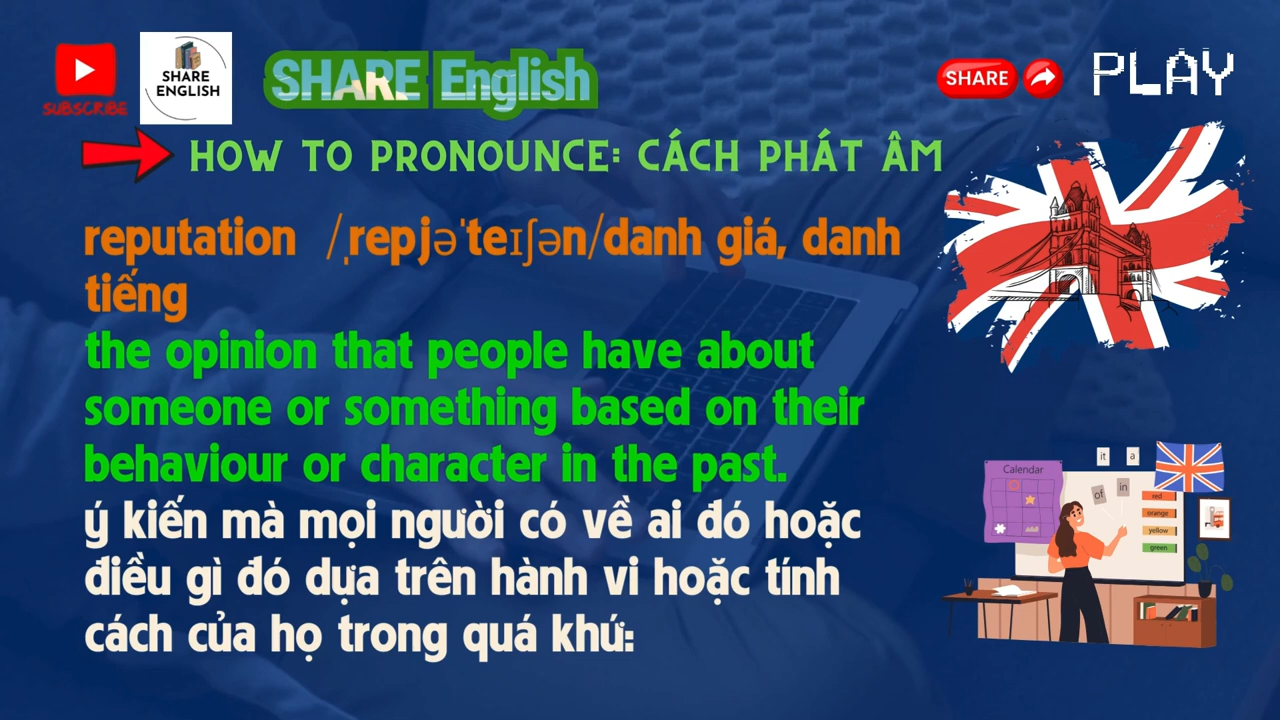 SUBSCRIBE
SHARE
ENGLISH
SHARE English
SHARE
PLAY
HOW TO PRONOUNCE: CÁCH PHÁT ÂM
reputation /ˌrepjəˈteɪʃən/danh giá, danh
tiếng
the opinion that people have about
someone or something based on their
behaviour or character in the past.
ý kiến mà mọi người có về ai đó hoặc
điều gì đó dựa trên hành vi hoặc tính
cách của họ trong quá khứ:
it a
Calendar
of in
red
orange
yellow
green